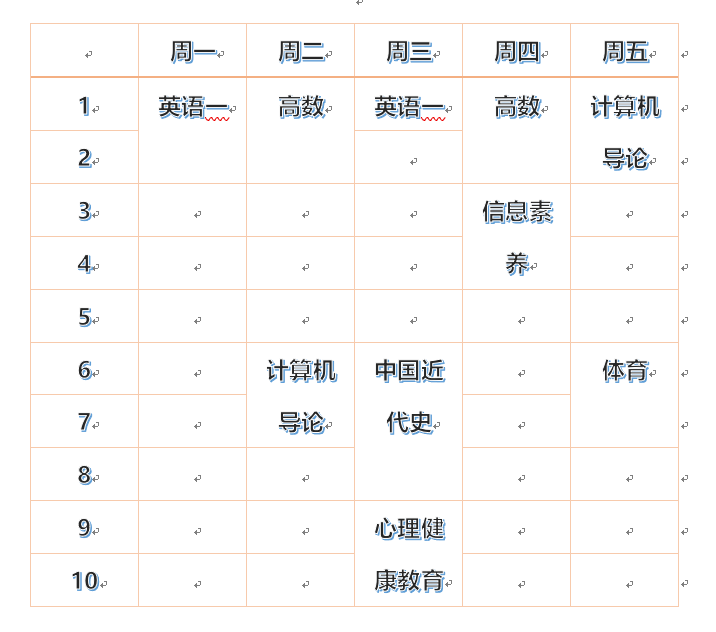 周一 周二 周三 周四 周五
1 英语一 高数 英语一 高数 计算机
2 导论
3 信息素
4 养
5
6 计算机 中国近 体育
7 导论 代史
8
9 心理健
10 康教育